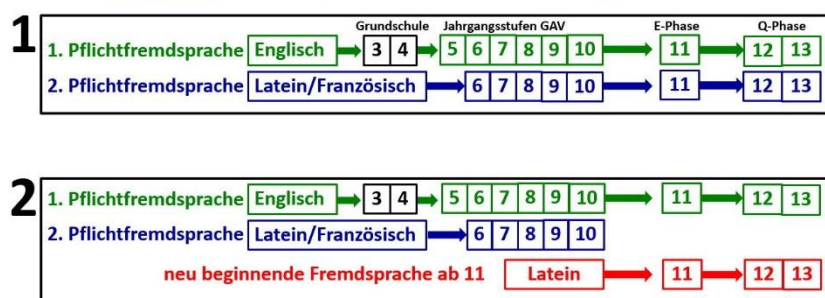 1
Grundschule Jahrgangsstufen GAV E-Phase Q-Phase
1. Pflichtfremdsprache Englisch 3 4 5 6 7 8 9 10 11 12 13
2. Pflichtfremdsprache Latein/Französisch 6 7 8 9 10 11 12 13
2
1. Pflichtfremdsprache Englisch 3 4 5 6 7 8 9 10 11 12 13
2. Pflichtfremdsprache Latein/Französisch 6 7 8 9 10
neu beginnende Fremdsprache ab 11 Latein 11 12 13